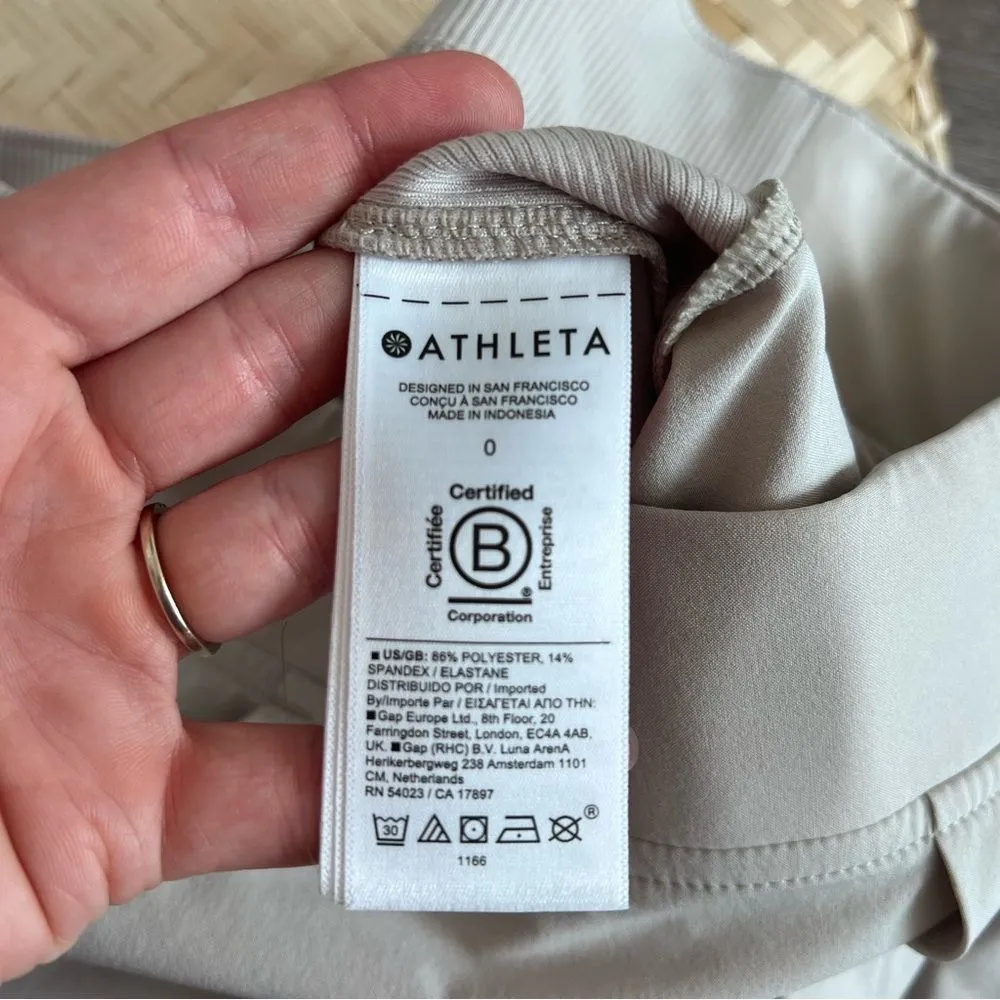 ATHLETA
DESIGNED IN SAN FRANCISCO
CONÇU À SAN FRANCISCO
MADE IN INDONESIA
0
Certified
Certifiée
B
®
Entreprise
Corporation
US/GB: 86% POLYESTER, 14%
SPANDEX / ELASTANE
DISTRIBUIDO POR / Imported
By/Importe Par / ΕΙΣΑΓΕΤΑΙ ΑΠΟ ΤΗΝ:
Gap Europe Ltd., 8th Floor, 20
Farringdon Street, London, EC4A 4AB,
UK. Gap (RHC) B.V. Luna ArenA
Herikerbergweg 238 Amsterdam 1101
CM, Netherlands
RN 54023 / CA 17897
30
®
1166